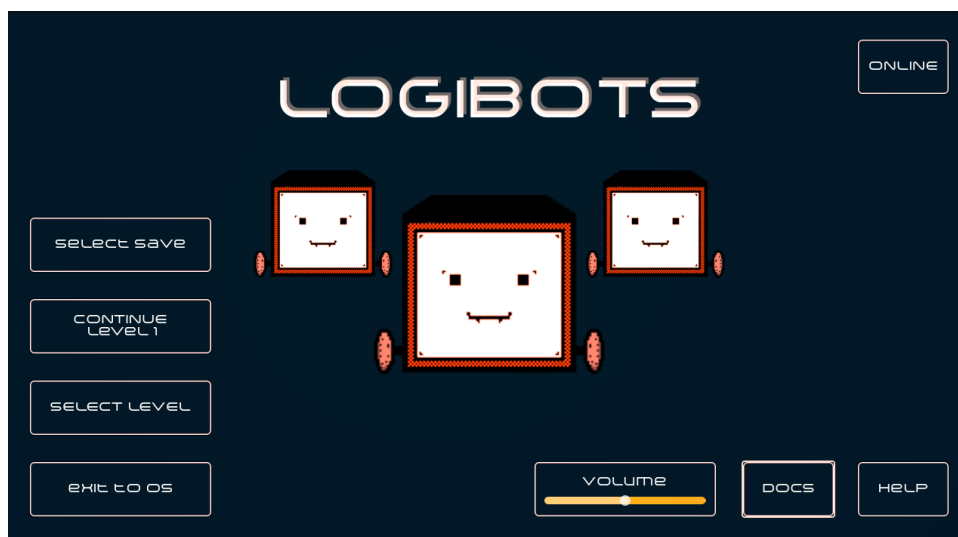 LOGIBOTS
ONLINE
SELECT SAVE
CONTINUE
LEVEL 1
SELECT LEVEL
EXIT TO OS
VOLUME
DOCS
HELP